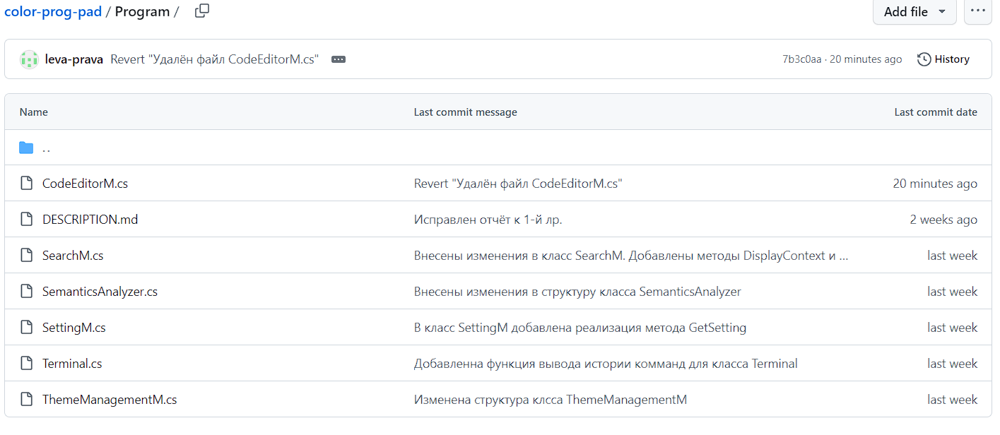 color-prog-pad / Program /
Add file
leva-prava Revert "Удалён файл CodeEditorM.cs" 7b3c0aa · 20 minutes ago History
Name Last commit message Last commit date
..
CodeEditorM.cs Revert "Удалён файл CodeEditorM.cs" 20 minutes ago
DESCRIPTION.md Исправлен отчёт к 1-й лр. 2 weeks ago
SearchM.cs Внесены изменения в класс SearchM. Добавлены методы DisplayContext и ... last week
SemanticsAnalyzer.cs Внесены изменения в структуру класса SemanticsAnalyzer last week
SettingM.cs В класс SettingM добавлена реализация метода GetSetting last week
Terminal.cs Добавленна функция вывода истории комманд для класса Terminal last week
ThemeManagementM.cs Изменена структура клсса ThemeManagementM last week